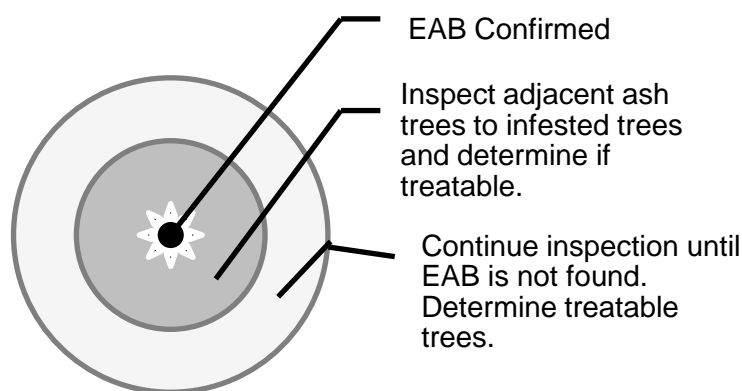 EAB Confirmed
Inspect adjacent ash
trees to infested trees
and determine if
treatable.
Continue inspection until
EAB is not found.
Determine treatable
trees.